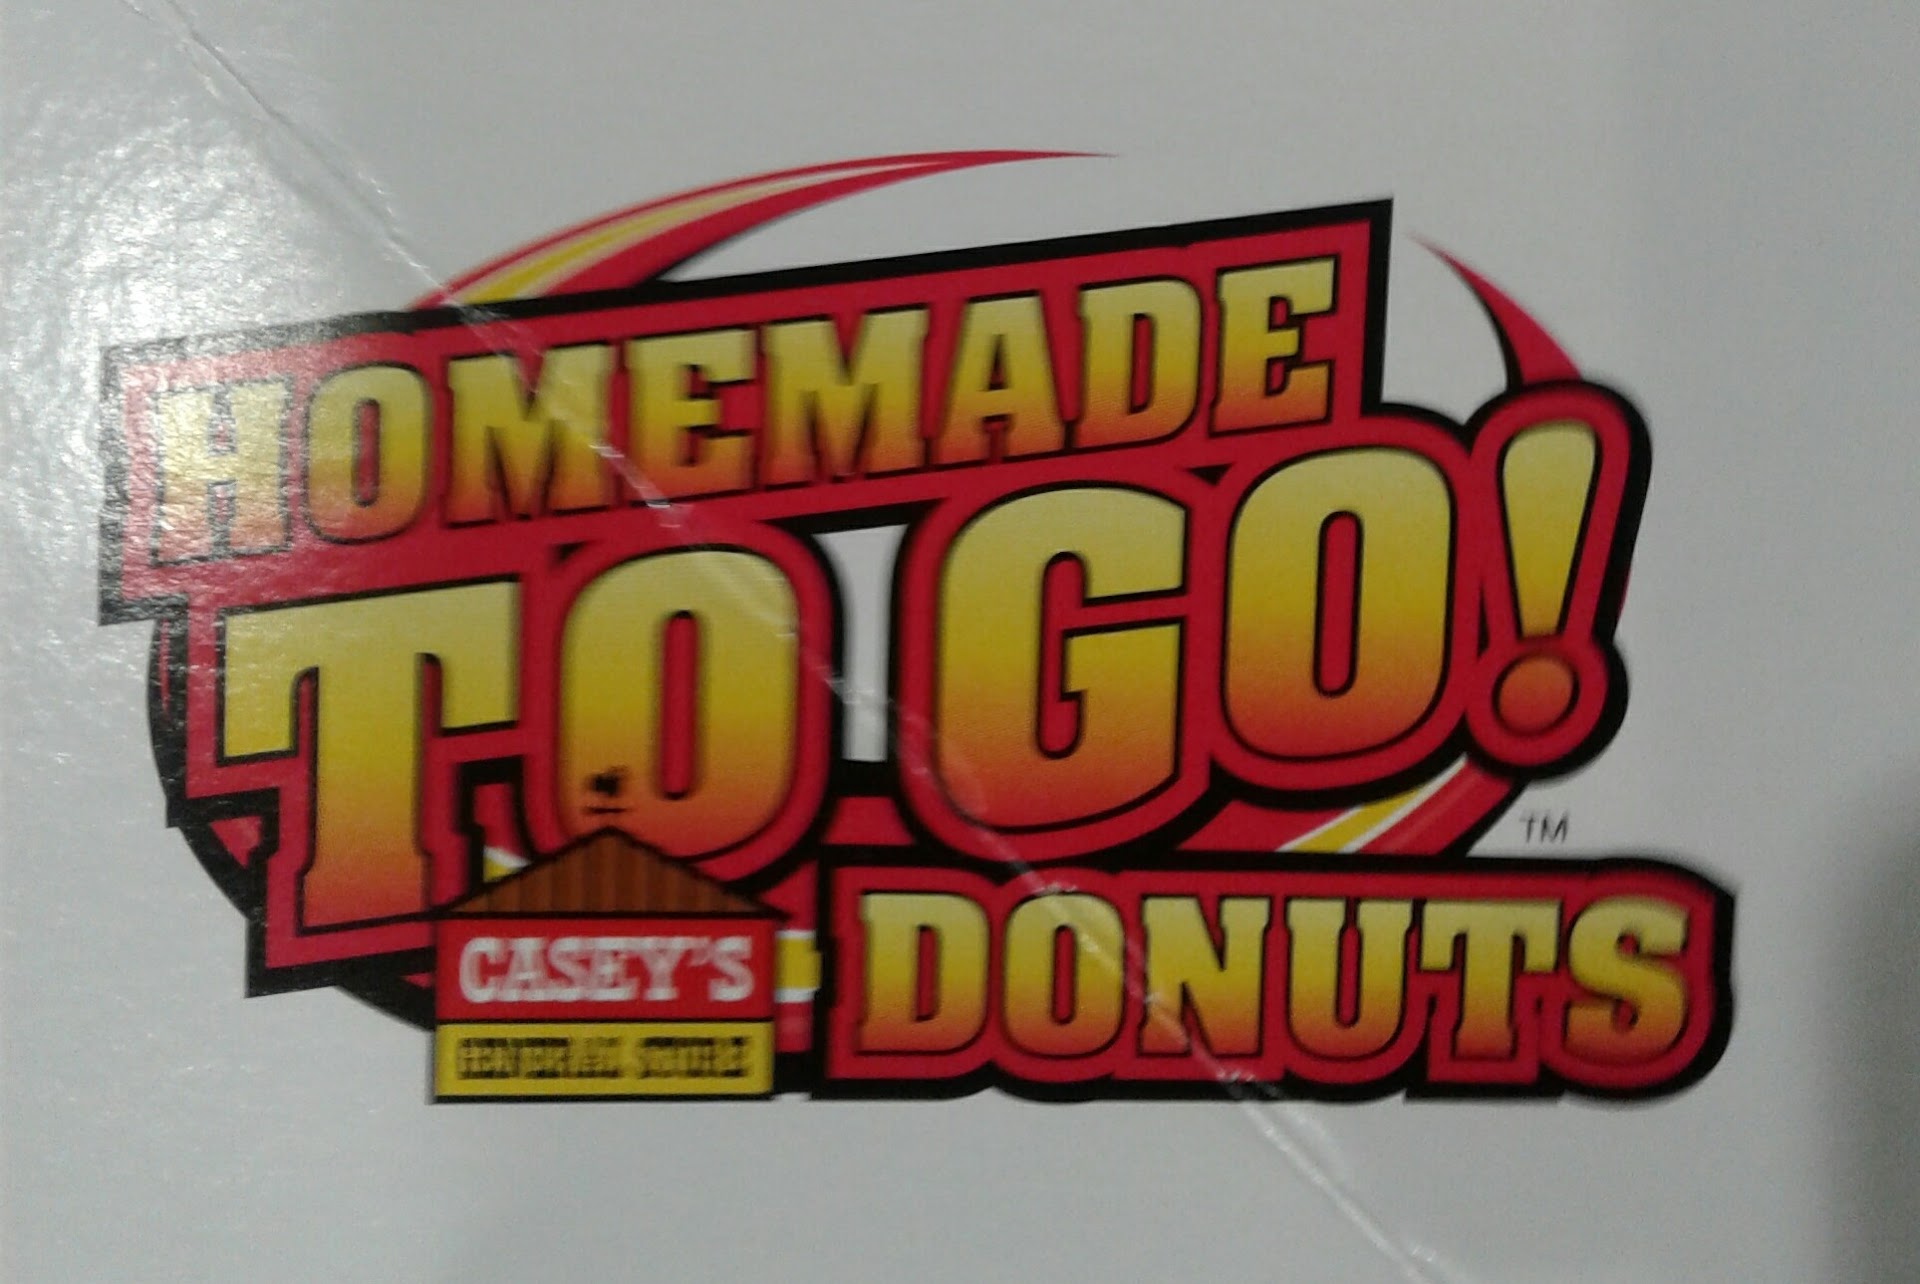 HOMEMADE
TO GO!
TM
DONUTS
CASEY'S
GENERAL STORE